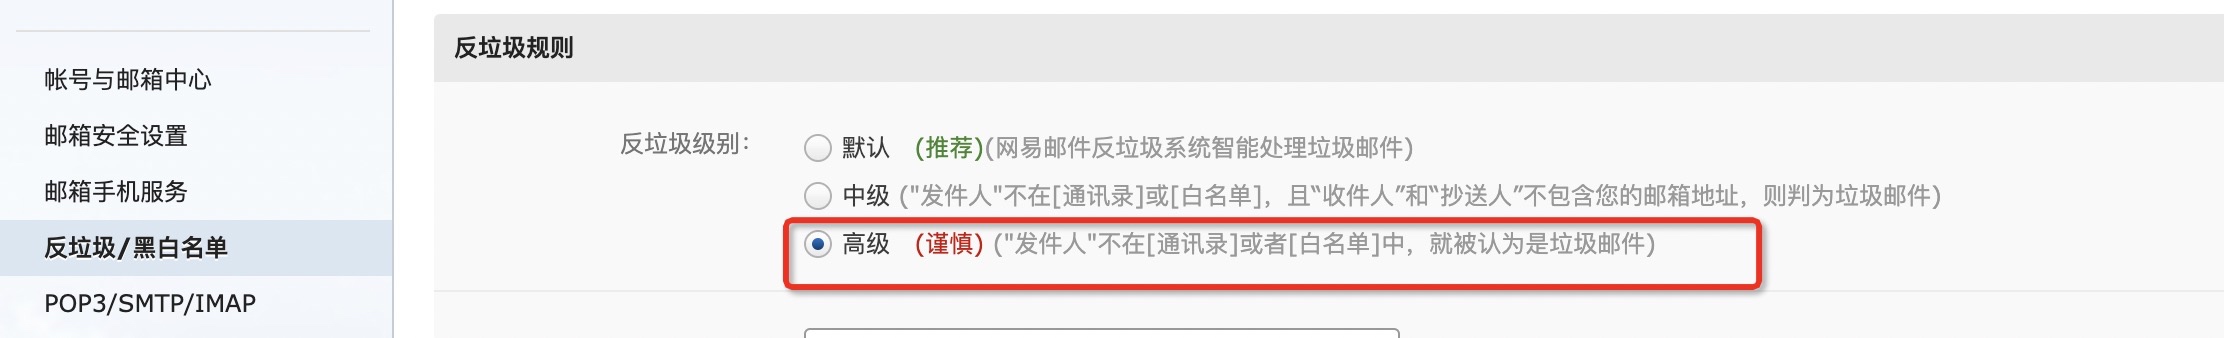 帐号与邮箱中心
邮箱安全设置
邮箱手机服务
反垃圾/黑白名单
POP3/SMTP/IMAP
反垃圾规则
反垃圾级别：
默认 (推荐)(网易邮件反垃圾系统智能处理垃圾邮件)
中级 ("发件人"不在[通讯录]或[白名单]，且“收件人”和“抄送人”不包含您的邮箱地址，则判为垃圾邮件)
高级 (谨慎) ("发件人"不在[通讯录]或者[白名单]中，就被认为是垃圾邮件)